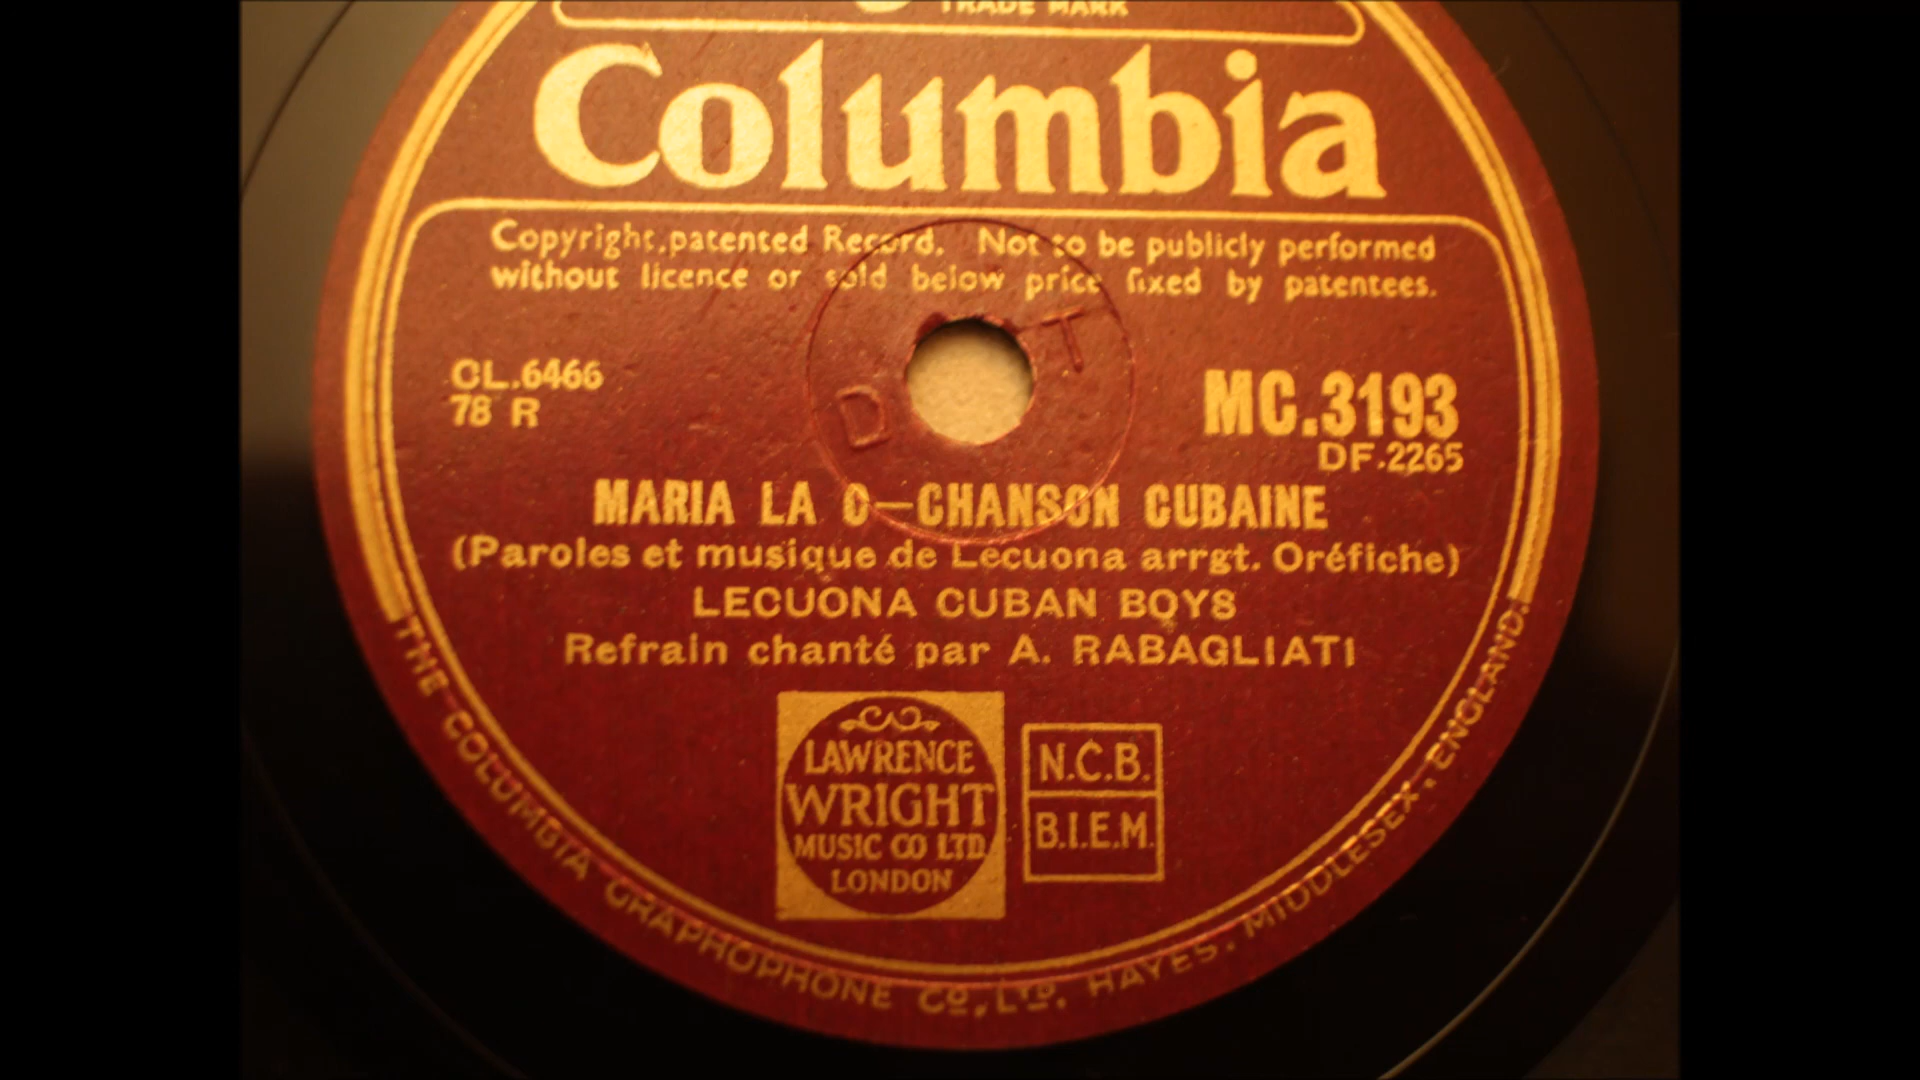 TRADE MARK
Columbia
Copyright, patented Record. Not to be publicly performed
without licence or sold below price fixed by patentees.
CL.6466
78 R
MC.3193
DF.2265
D
T
MARIA LA O—CHANSON CUBAINE
(Paroles et musique de Lecuona arrgt. Oréfiche)
LECUONA CUBAN BOYS
Refrain chanté par A. RABAGLIATI
LAWRENCE
WRIGHT
MUSIC CO LTD
LONDON
N.C.B.
B.I.E.M.
THE COLUMBIA GRAPHOPHONE CO., LTD. HAYES. MIDDLESEX. ENGLAND.